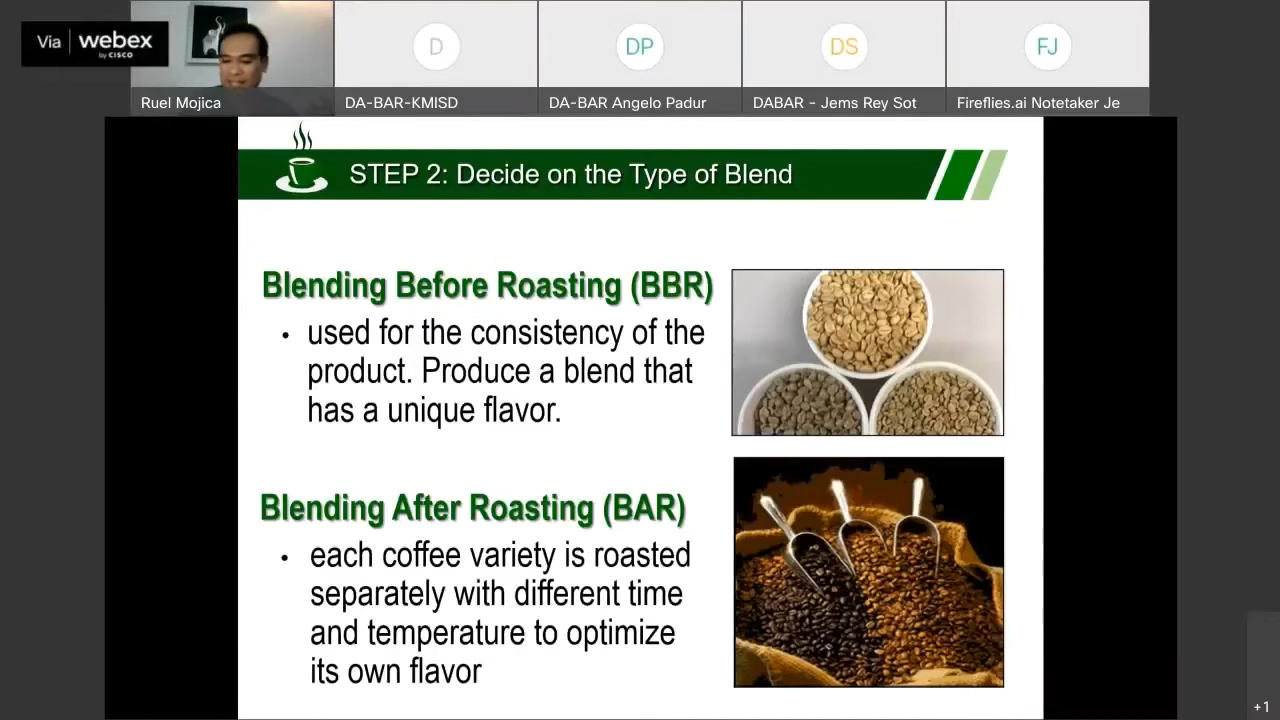 Via webex
by CISCO
Ruel Mojica
D
DA-BAR-KMISD
DP
DA-BAR Angelo Padur
DS
DABAR - Jems Rey Sot
FJ
Fireflies.ai Notetaker Je
STEP 2: Decide on the Type of Blend
Blending Before Roasting (BBR)
• used for the consistency of the
product. Produce a blend that
has a unique flavor.
Blending After Roasting (BAR)
• each coffee variety is roasted
separately with different time
and temperature to optimize
its own flavor
+1